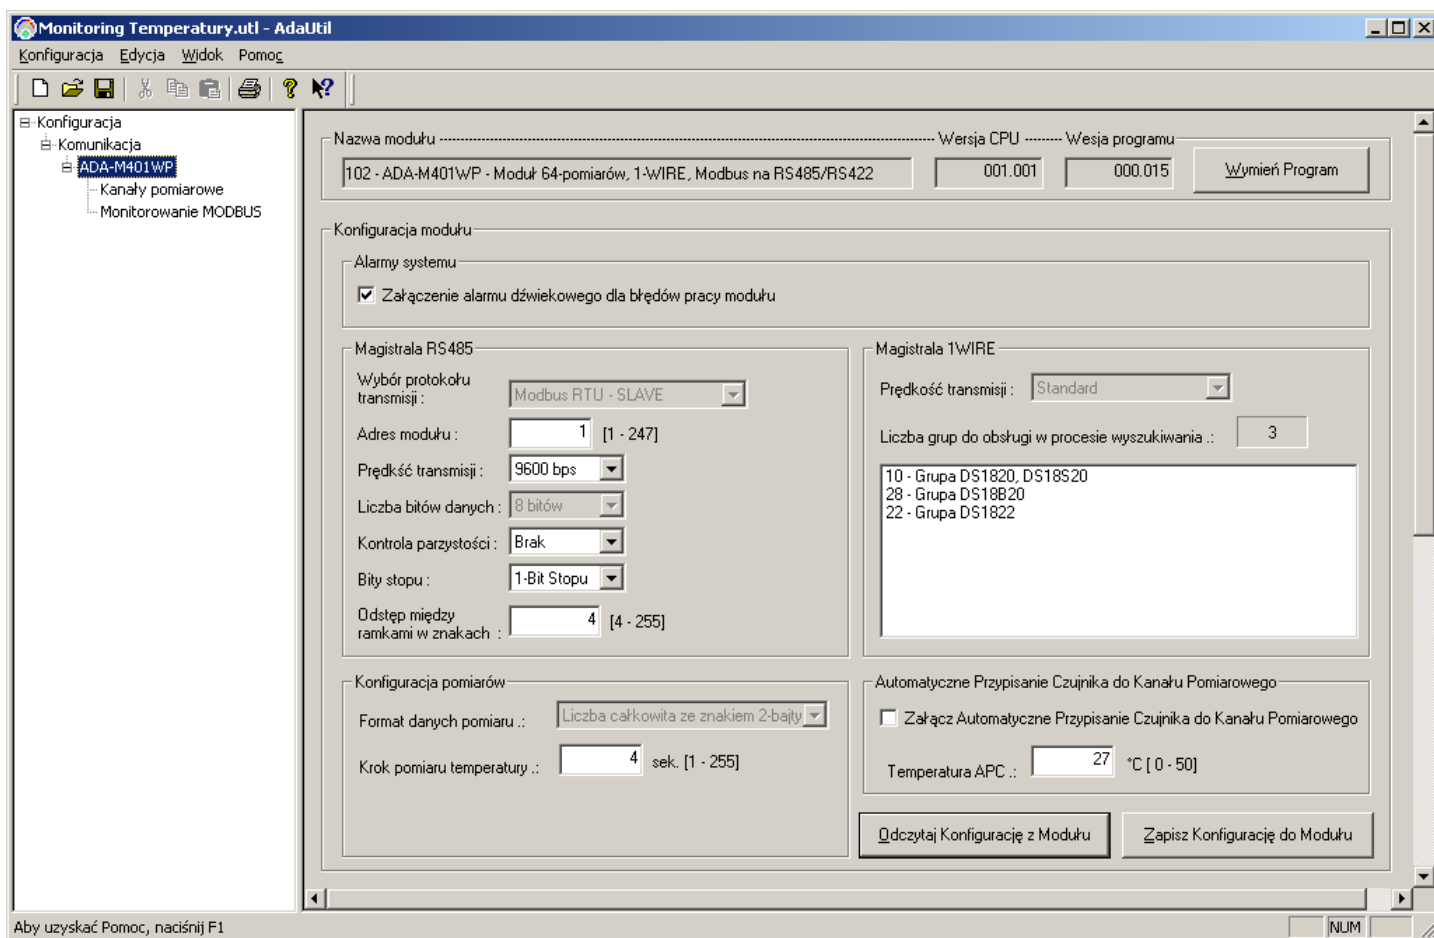 Monitoring Temperatury.utl - AdaUtil
Konfiguracja Edycja Widok Pomoc
Konfiguracja
Komunikacja
ADA-M401WP
Kanały pomiarowe
Monitorowanie MODBUS
Nazwa modułu ---- Wersja CPU ---- Wesja programu
102 - ADA-M401WP - Moduł 64-pomiarów, 1-WIRE, Modbus na RS485/RS422 001.001 000.015 Wymień Program
Konfiguracja modułu
Alarmy systemu
Załączenie alarmu dźwiekowego dla błędów pracy modułu
Magistrala RS485
Wybór protokołu
transmisji : Modbus RTU - SLAVE
Adres modułu : 1 [1 - 247]
Prędkść transmisji : 9600 bps
Liczba bitów danych : 8 bitów
Kontrola parzystości : Brak
Bity stopu : 1-Bit Stopu
Odstęp między
ramkami w znakach : 4 [4 - 255]
Magistrala 1WIRE
Prędkość transmisji : Standard
Liczba grup do obsługi w procesie wyszukiwania .: 3
10 - Grupa DS1820, DS18S20
28 - Grupa DS18B20
22 - Grupa DS1822
Konfiguracja pomiarów
Format danych pomiaru .: Liczba całkowita ze znakiem 2-bajty
Krok pomiaru temperatury .: 4 sek. [1 - 255]
Automatyczne Przypisanie Czujnika do Kanału Pomiarowego
Załącz Automatyczne Przypisanie Czujnika do Kanału Pomiarowego
Temperatura APC .: 27 °C [ 0 - 50]
Odczytaj Konfigurację z Modułu Zapisz Konfigurację do Modułu
Aby uzyskać Pomoc, naciśnij F1 NUM